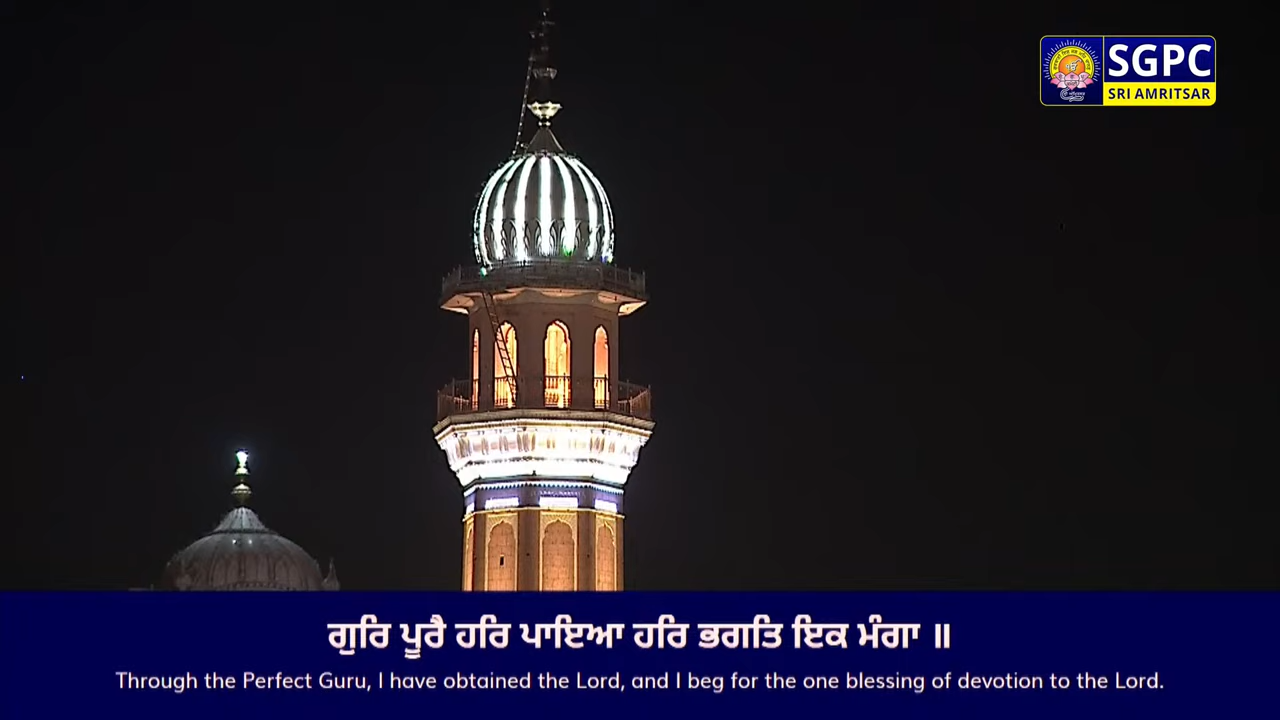 SGPC
SRI AMRITSAR
ਗੁਰਿ ਪੂਰੈ ਹਰਿ ਪਾਇਆ ਹਰਿ ਭਗਤਿ ਇਕ ਮੰਗਾ ॥
Through the Perfect Guru, I have obtained the Lord, and I beg for the one blessing of devotion to the Lord.